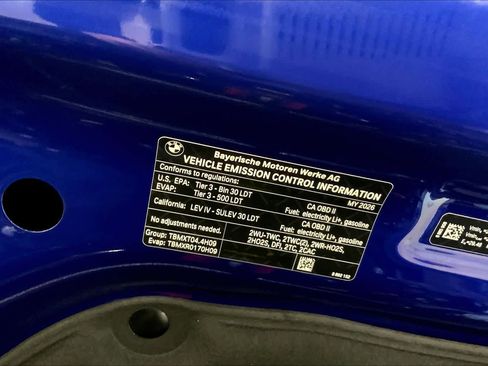 Bayerische Motoren Werke AG
VEHICLE EMISSION CONTROL INFORMATION
Conforms to regulations: MY 2026
U.S. EPA: Tier 3 - Bin 30 LDT CA OBD II
EVAP: Tier 3 - 500 LDT Fuel: electricity Li+, gasoline
California: LEV IV - SULEV 30 LDT CA OBD II
Fuel: electricity Li+, gasoline
No adjustments needed. 2WU-TWC, 2TWC(2), 2WR-HO2S,
Group: TBMXT04.4H09 2HO2S, DFI, 2TC, 2CAC
Evap: TBMXR0170H09
electric